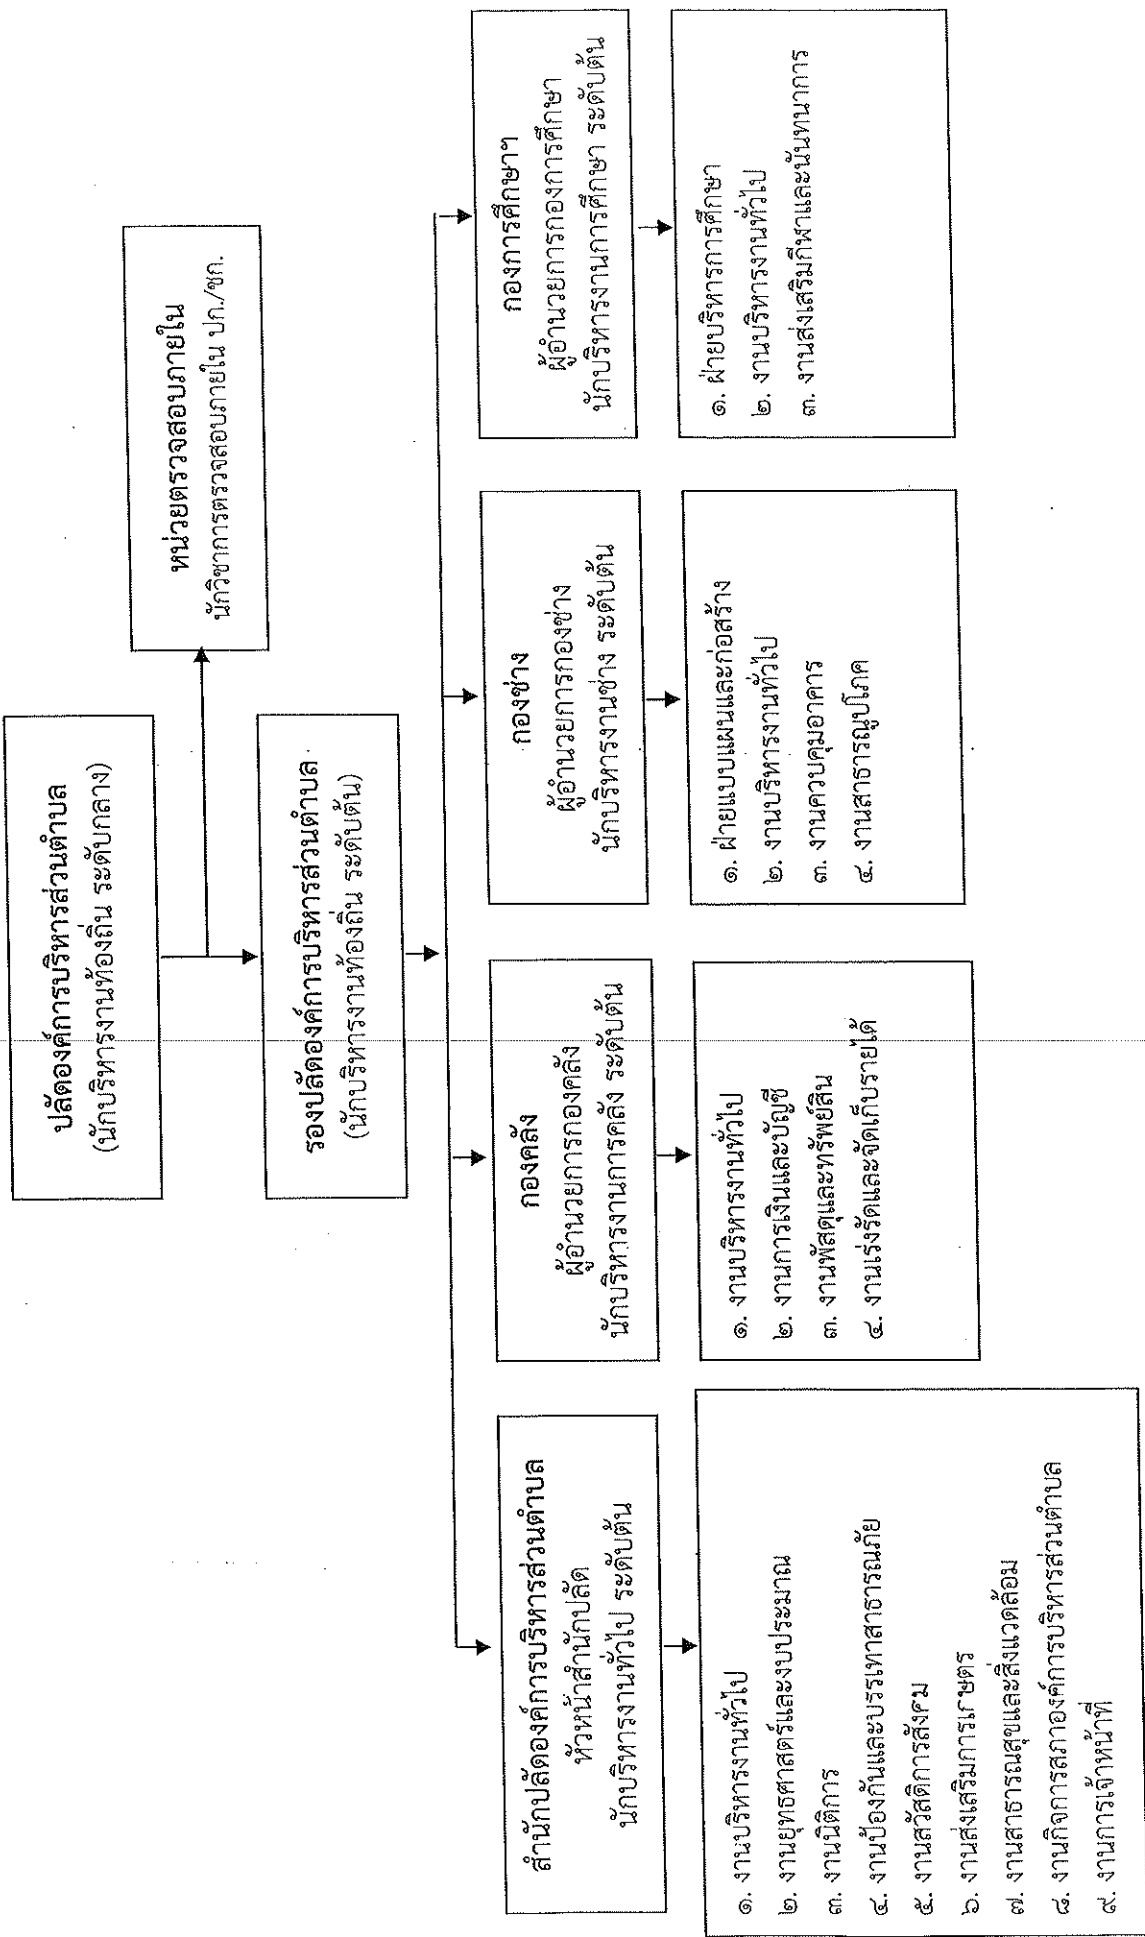 ปลัดองค์การบริหารส่วนตำบล
(นักบริหารงานท้องถิ่น ระดับกลาง)
หน่วยตรวจสอบภายใน
นักวิชาการตรวจสอบภายใน ปก./ชก.
รองปลัดองค์การบริหารส่วนตำบล
(นักบริหารงานท้องถิ่น ระดับต้น)
สำนักปลัดองค์การบริหารส่วนตำบล
หัวหน้าสำนักปลัด
นักบริหารงานทั่วไป ระดับต้น
๑. งานบริหารงานทั่วไป
๒. งานยุทธศาสตร์และงบประมาณ
๓. งานนิติการ
๔. งานป้องกันและบรรเทาสาธารณภัย
๕. งานสวัสดิการสังคม
๖. งานส่งเสริมการเกษตร
๗. งานสาธารณสุขและสิ่งแวดล้อม
๘. งานกิจการสภาองค์การบริหารส่วนตำบล
๙. งานการเจ้าหน้าที่
กองคลัง
ผู้อำนวยการกองคลัง
นักบริหารงานการคลัง ระดับต้น
๑. งานบริหารงานทั่วไป
๒. งานการเงินและบัญชี
๓. งานพัสดุและทรัพย์สิน
๔. งานเร่งรัดและจัดเก็บรายได้
กองช่าง
ผู้อำนวยการกองช่าง
นักบริหารงานช่าง ระดับต้น
๑. ฝ่ายแบบแผนและก่อสร้าง
๒. งานบริหารงานทั่วไป
๓. งานควบคุมอาคาร
๔. งานสาธารณูปโภค
กองการศึกษาฯ
ผู้อำนวยการกองการศึกษา
นักบริหารงานการศึกษา ระดับต้น
๑. ฝ่ายบริหารการศึกษา
๒. งานบริหารงานทั่วไป
๓. งานส่งเสริมกีฬาและนันทนาการ